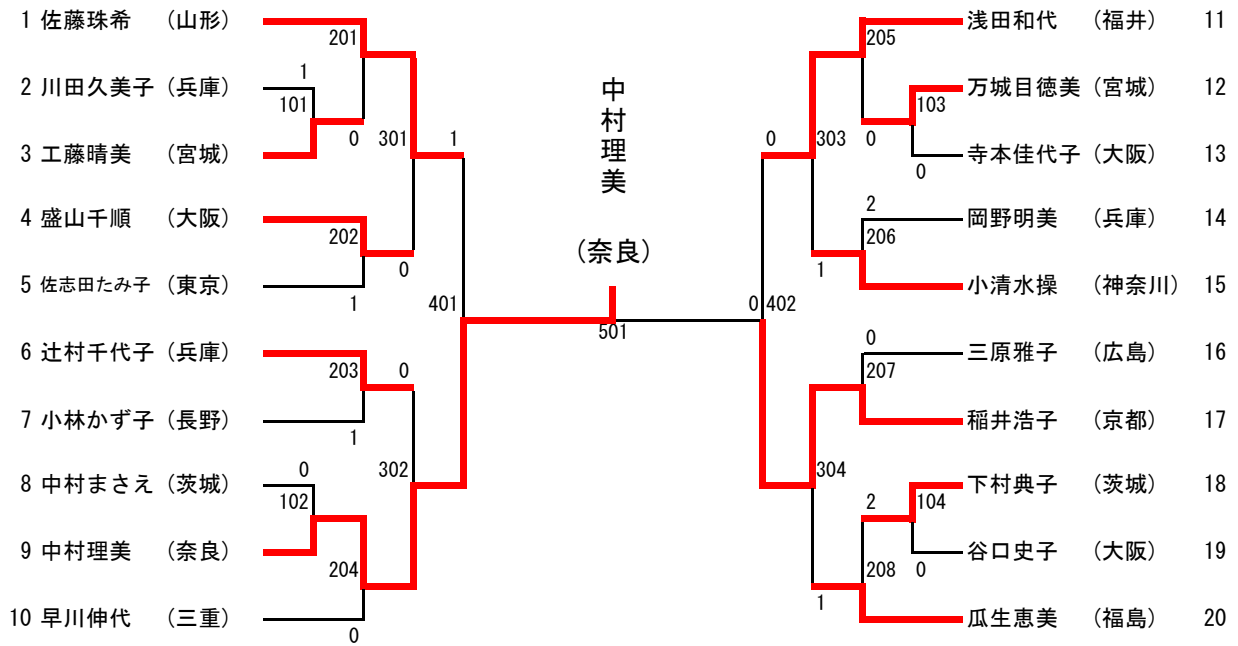 1 佐藤珠希 （山形）
201
1
2 川田久美子（兵庫）
101
0
301
1
3 工藤晴美 （宮城）
4 盛山千順 （大阪）
202
0
5 佐志田たみ子（東京）
1
401
6 辻村千代子（兵庫）
203
0
7 小林かず子（長野）
1
302
0
8 中村まさえ（茨城）
102
9 中村理美 （奈良）
204
10 早川伸代 （三重）
0
中村理美
（奈良）
501
浅田和代 （福井） 11
205
万城目徳美（宮城） 12
103
0
303
0
寺本佳代子（大阪） 13
0
2
岡野明美 （兵庫） 14
206
1
小清水操 （神奈川） 15
0 402
0
三原雅子 （広島） 16
207
稲井浩子 （京都） 17
304
下村典子 （茨城） 18
2
104
谷口史子 （大阪） 19
208
0
1
瓜生恵美 （福島） 20